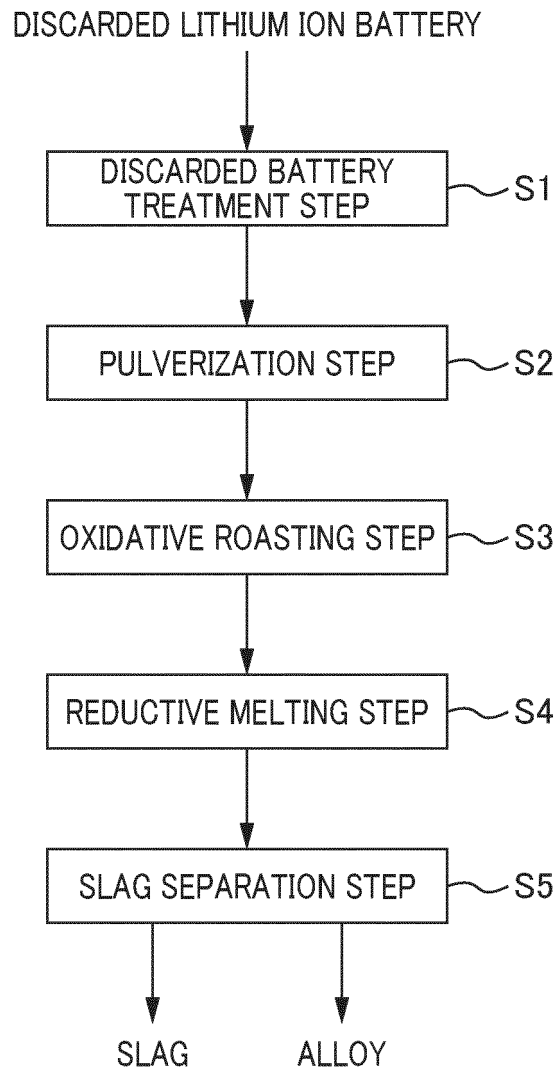 DISCARDED LITHIUM ION BATTERY
DISCARDED BATTERY
TREATMENT STEP
S1
PULVERIZATION STEP
S2
OXIDATIVE ROASTING STEP
S3
REDUCTIVE MELTING STEP
S4
SLAG SEPARATION STEP
S5
SLAG
ALLOY